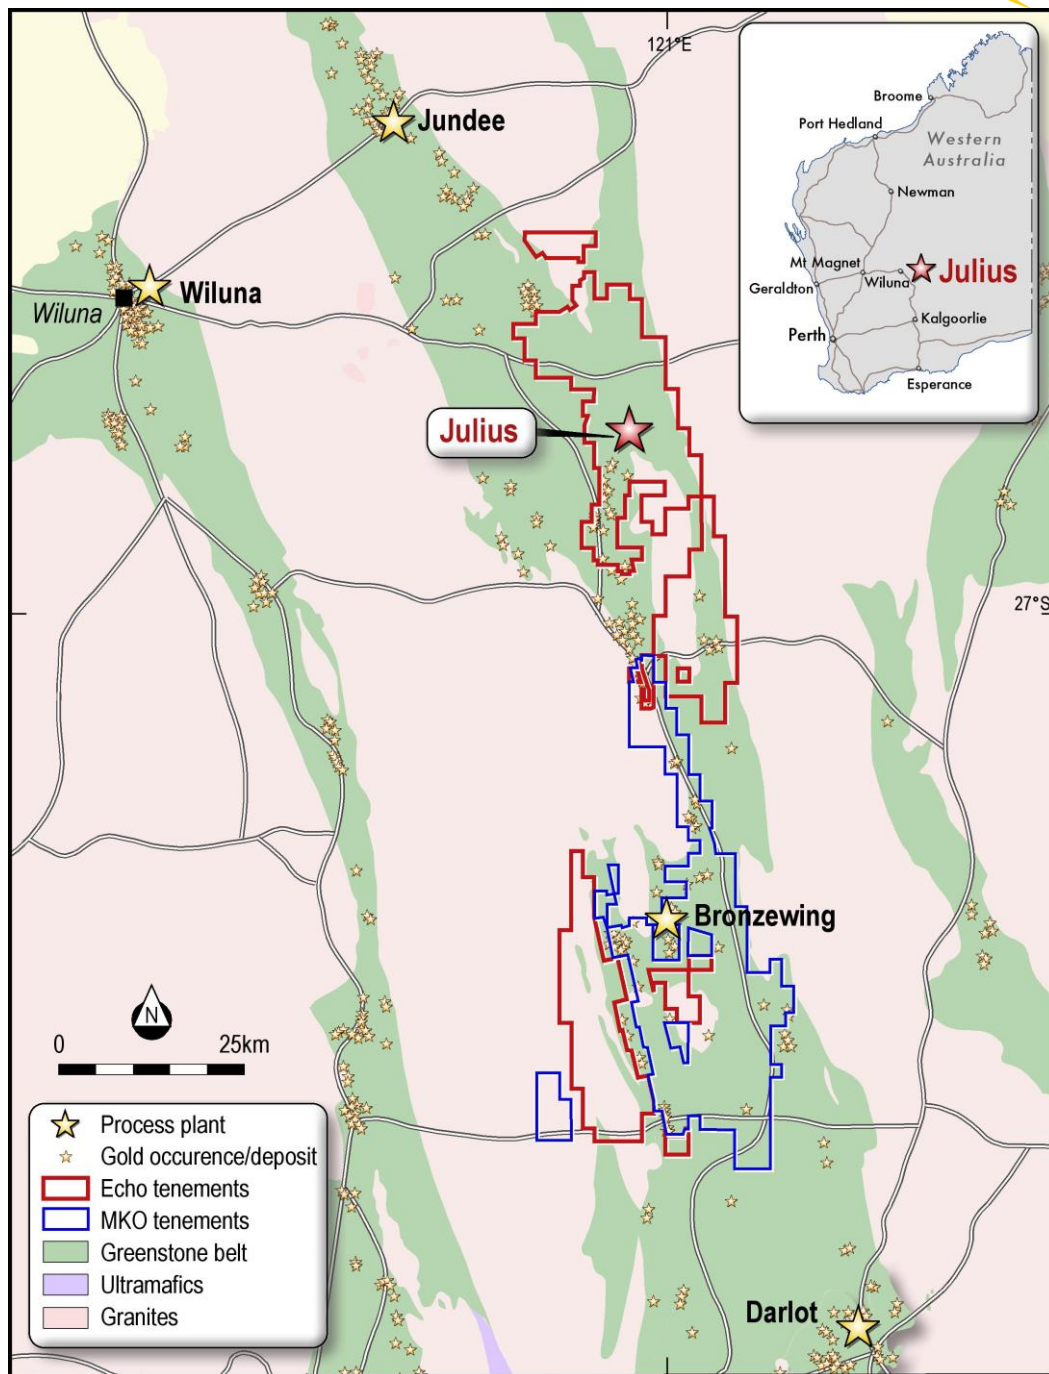 121°E
Jundee
Wiluna
Wiluna
Julius
27°S
Bronzewing
Darlot
Broome
Port Hedland
Western
Australia
Newman
Mt Magnet
Wiluna
Julius
Geraldton
Kalgoorlie
Perth
Esperance
N
0 25km
Process plant
Gold occurence/deposit
Echo tenements
MKO tenements
Greenstone belt
Ultramafics
Granites